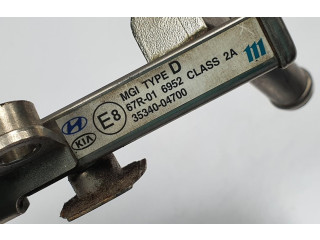 MGI TYPE D
67R-01 6952 CLASS 2A
35340-04700
E8
KIA